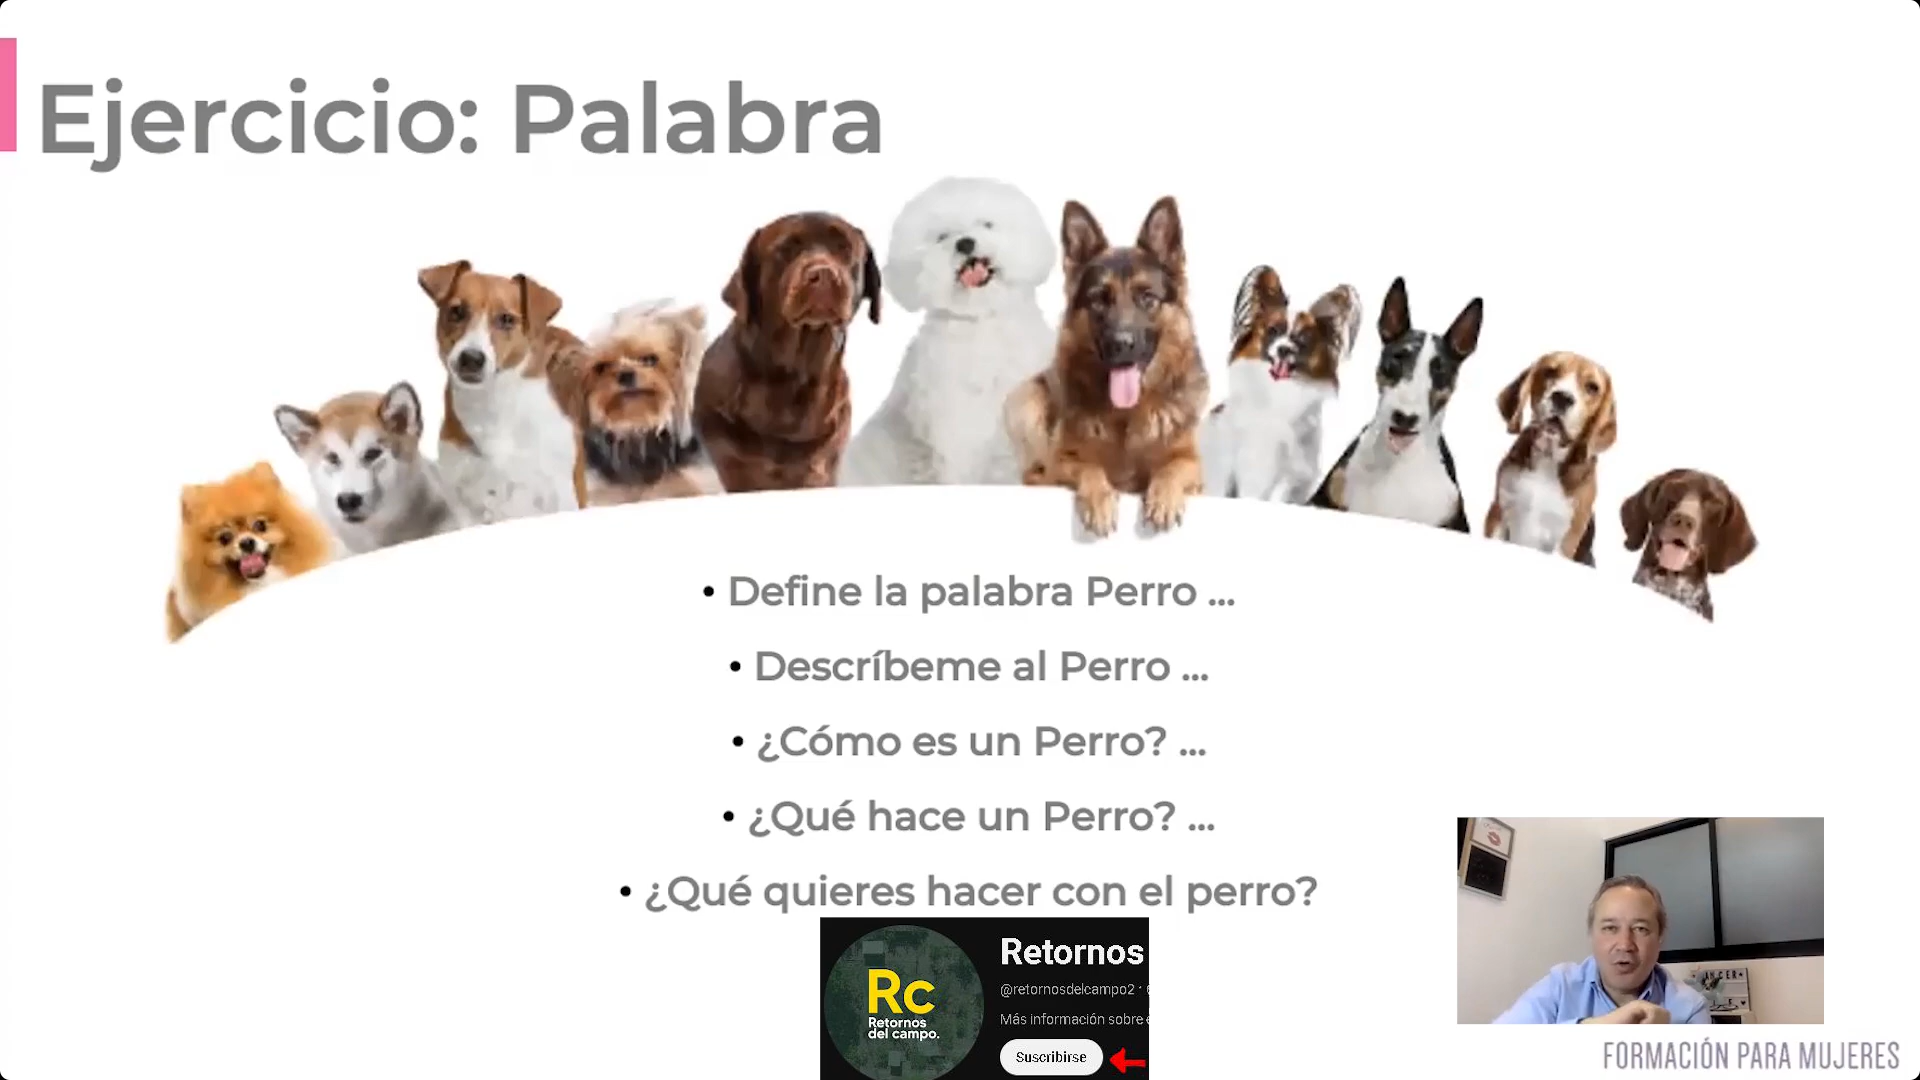 Ejercicio: Palabra
• Define la palabra Perro ...
• Descríbeme al Perro ...
• ¿Cómo es un Perro? ...
• ¿Qué hace un Perro? ...
• ¿Qué quieres hacer con el perro?
Rc
Retornos
del campo.
Retornos
@retornosdelcampo2 ·
Más información sobre
Suscribirse
FORMACIÓN PARA MUJERES